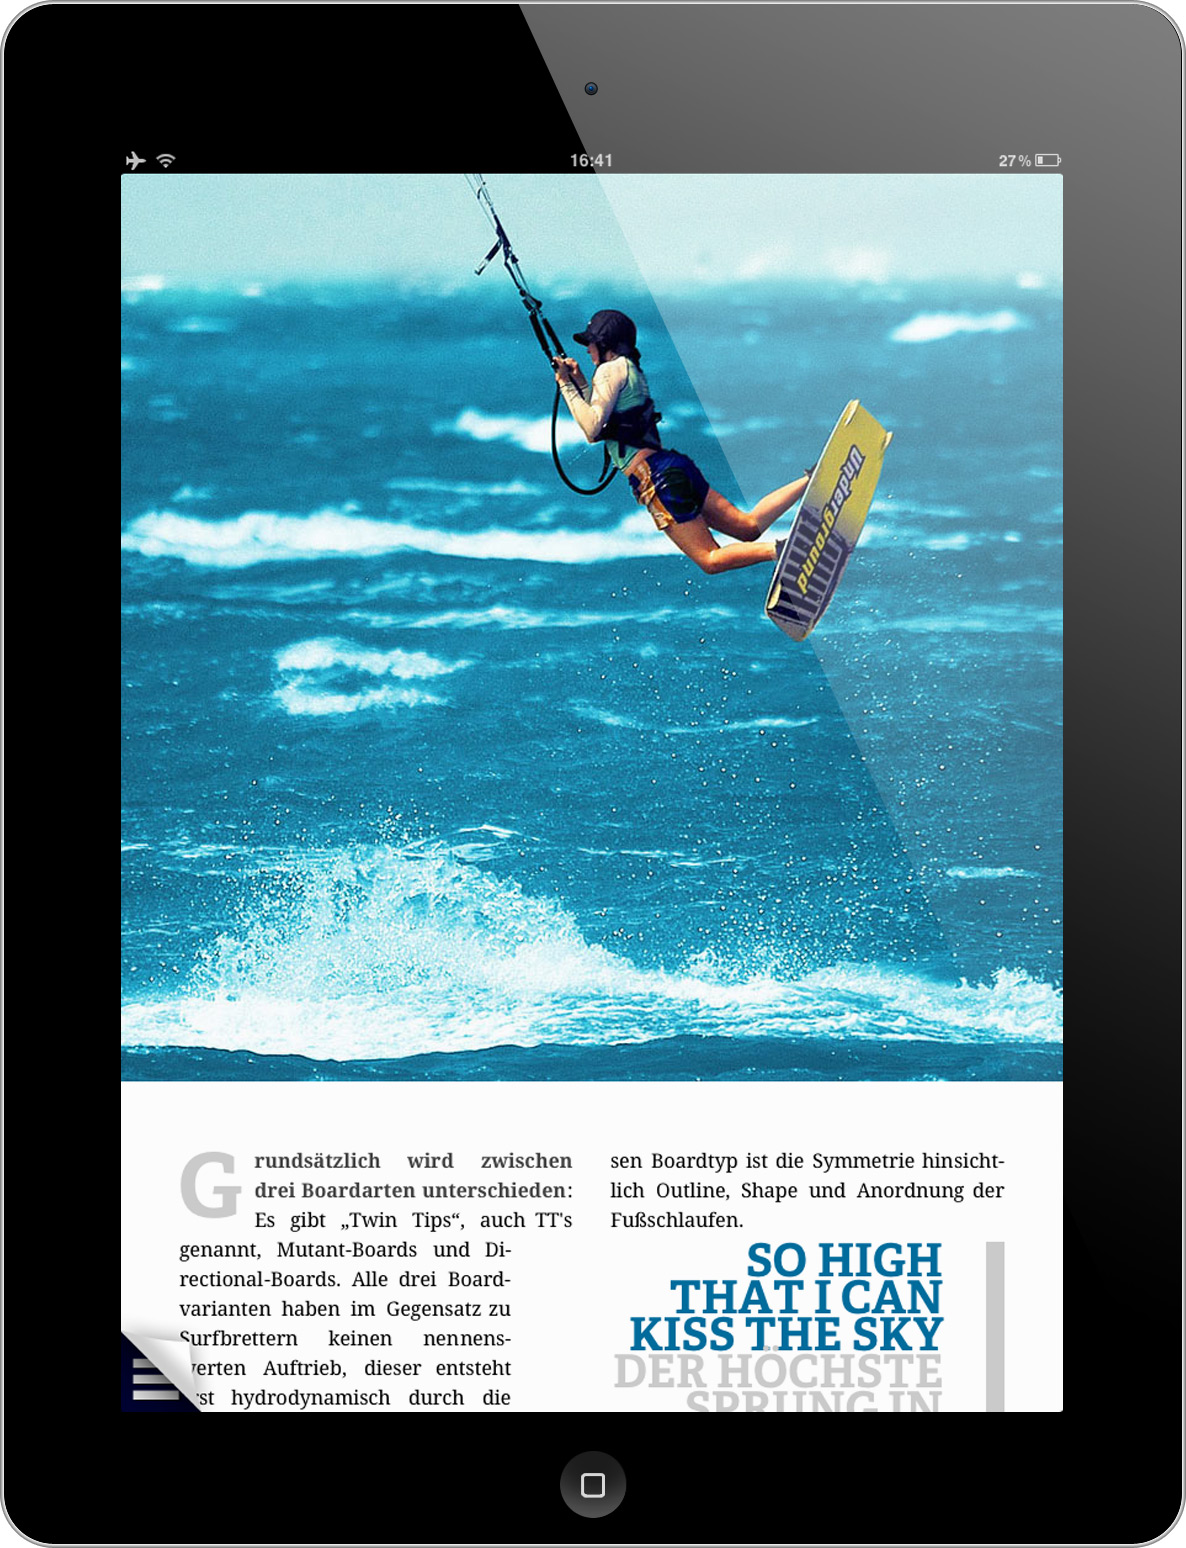 16:41
27%
Underground
Grundsätzlich wird zwischen
drei Boardarten unterschieden:
Es gibt „Twin Tips“, auch TT's
genannt, Mutant-Boards und Di-
rectional-Boards. Alle drei Board-
varianten haben im Gegensatz zu
Surfbrettern keinen nennens-
werten Auftrieb, dieser entsteht
erst hydrodynamisch durch die
sen Boardtyp ist die Symmetrie hinsicht-
lich Outline, Shape und Anordnung der
Fußschlaufen.
SO HIGH
THAT I CAN
KISS THE SKY
DER HÖCHSTE
SPRUNG IN